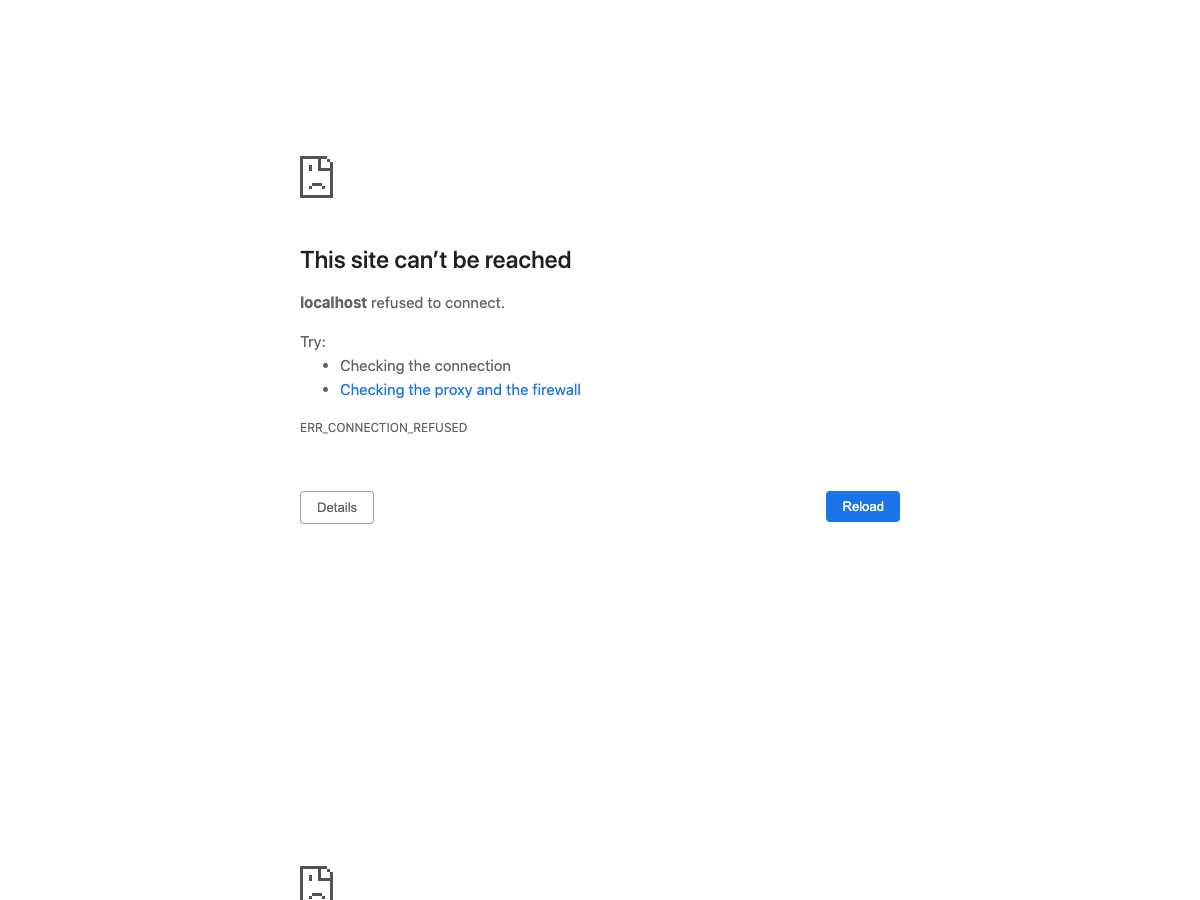 This site can’t be reached
localhost refused to connect.
Try:
Checking the connection
Checking the proxy and the firewall
ERR_CONNECTION_REFUSED
Details
Reload